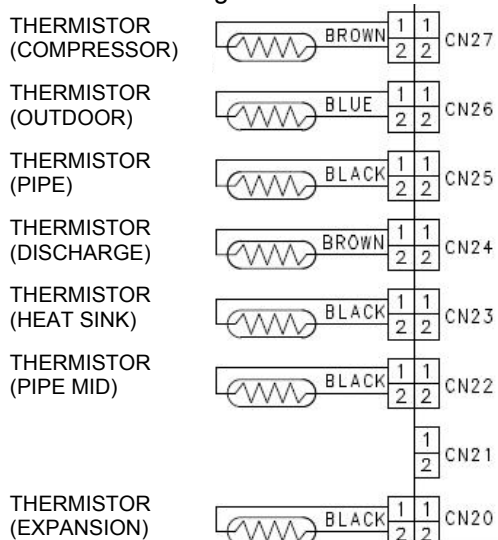 THERMISTOR
(COMPRESSOR)
BROWN 1 1 CN27
2 2
THERMISTOR
(OUTDOOR)
BLUE 1 1 CN26
2 2
THERMISTOR
(PIPE)
BLACK 1 1 CN25
2 2
THERMISTOR
(DISCHARGE)
BROWN 1 1 CN24
2 2
THERMISTOR
(HEAT SINK)
BLACK 1 1 CN23
2 2
THERMISTOR
(PIPE MID)
BLACK 1 1 CN22
2 2
1 CN21
2
THERMISTOR
(EXPANSION)
BLACK 1 1 CN20
2 2